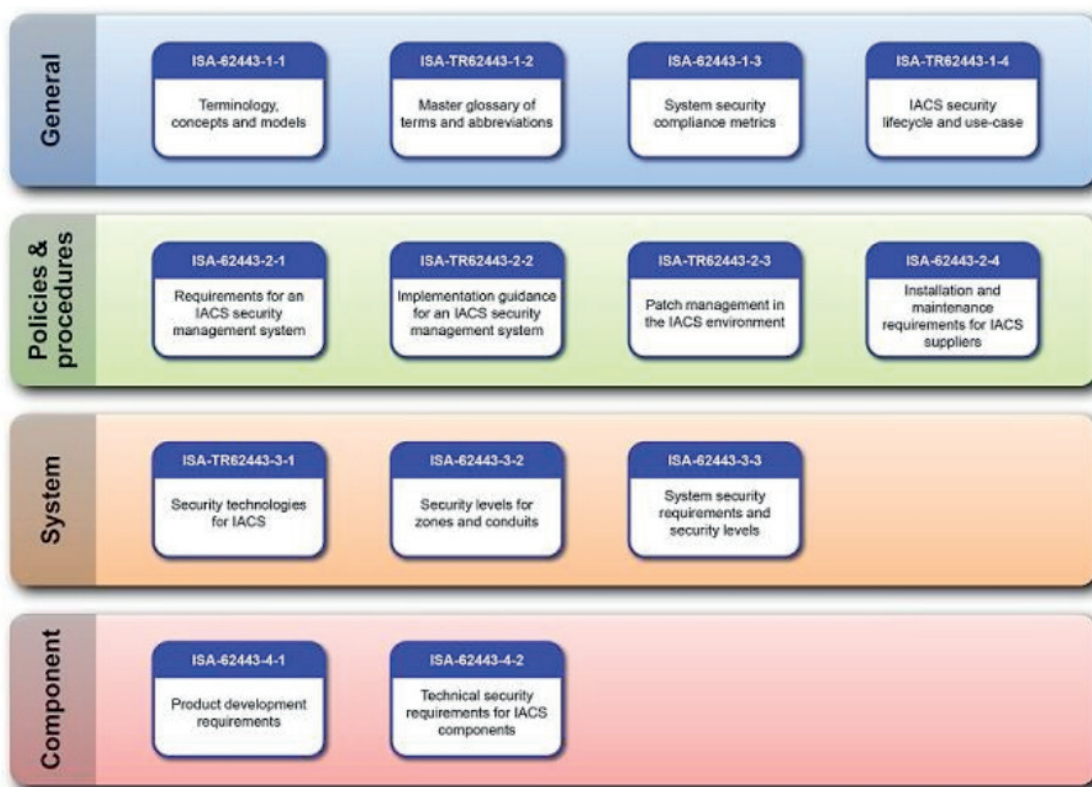 General
ISA-62443-1-1
Terminology,
concepts and models
ISA-TR62443-1-2
Master glossary of
terms and abbreviations
ISA-62443-1-3
System security
compliance metrics
ISA-TR62443-1-4
IACS security
lifecycle and use-case
Policies &
procedures
ISA-62443-2-1
Requirements for an
IACS security
management system
ISA-TR62443-2-2
Implementation guidance
for an IACS security
management system
ISA-TR62443-2-3
Patch management in
the IACS environment
ISA-62443-2-4
Installation and
maintenance
requirements for IACS
suppliers
System
ISA-TR62443-3-1
Security technologies
for IACS
ISA-62443-3-2
Security levels for
zones and conduits
ISA-62443-3-3
System security
requirements and
security levels
Component
ISA-62443-4-1
Product development
requirements
ISA-62443-4-2
Technical security
requirements for IACS
components